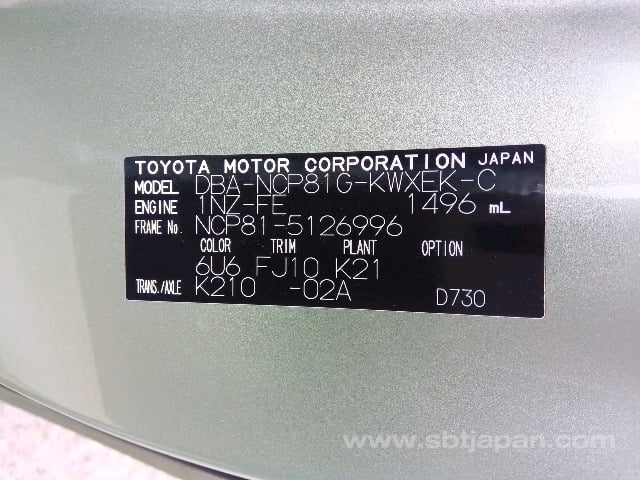 TOYOTA MOTOR CORPORATION JAPAN
MODEL DBA-NCP81G-KWXEK-C
ENGINE 1NZ-FE 1496 mL
FRAME No. NCP81-5126996
COLOR TRIM PLANT OPTION
6U6 FJ10 K21
TRANS./AXLE K210 -02A D730
www.sbtjapan.com